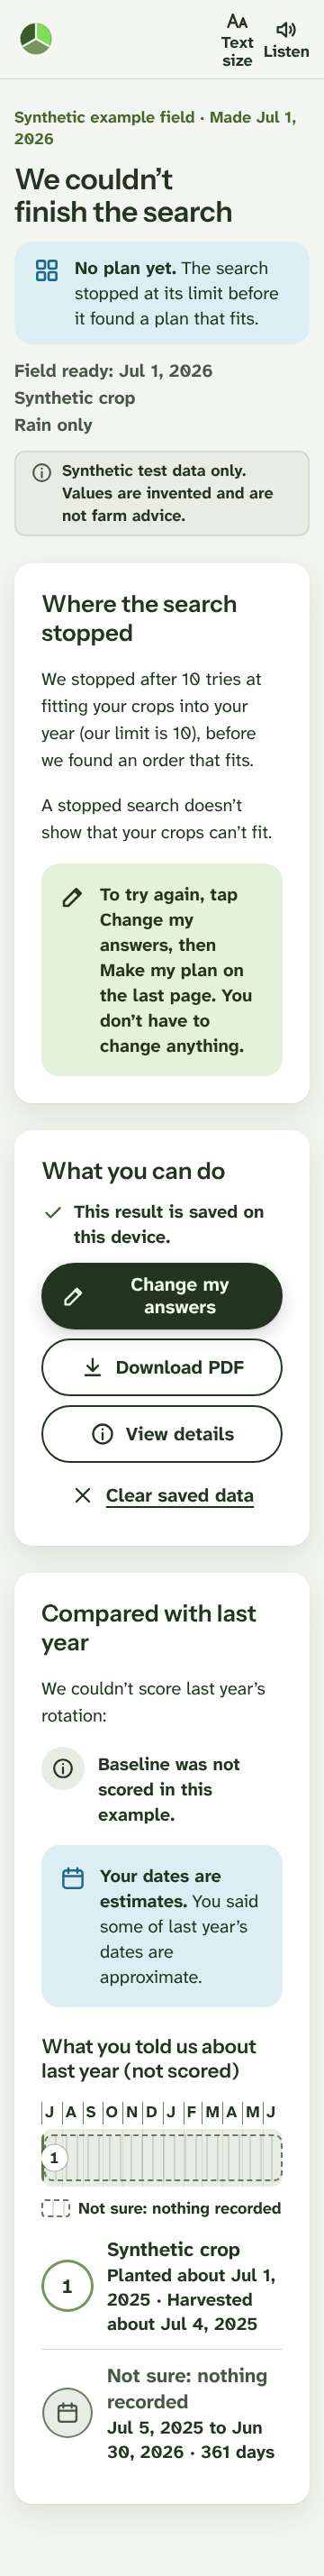 Text
size
Listen
Synthetic example field · Made Jul 1,
2026
We couldn’t
finish the search
No plan yet. The search
stopped at its limit before
it found a plan that fits.
Field ready: Jul 1, 2026
Synthetic crop
Rain only
Synthetic test data only.
Values are invented and are
not farm advice.
Where the search
stopped
We stopped after 10 tries at
fitting your crops into your
year (our limit is 10), before
we found an order that fits.
A stopped search doesn’t
show that your crops can’t fit.
To try again, tap
Change my
answers, then
Make my plan on
the last page. You
don’t have to
change anything.
What you can do
This result is saved on
this device.
Change my
answers
Download PDF
View details
Clear saved data
Compared with last
year
We couldn’t score last year’s
rotation:
Baseline was not
scored in this
example.
Your dates are
estimates. You said
some of last year’s
dates are
approximate.
What you told us about
last year (not scored)
J A S O N D J F M A M J
1
Not sure: nothing recorded
1
Synthetic crop
Planted about Jul 1,
2025 · Harvested
about Jul 4, 2025
Not sure: nothing
recorded
Jul 5, 2025 to Jun
30, 2026 · 361 days